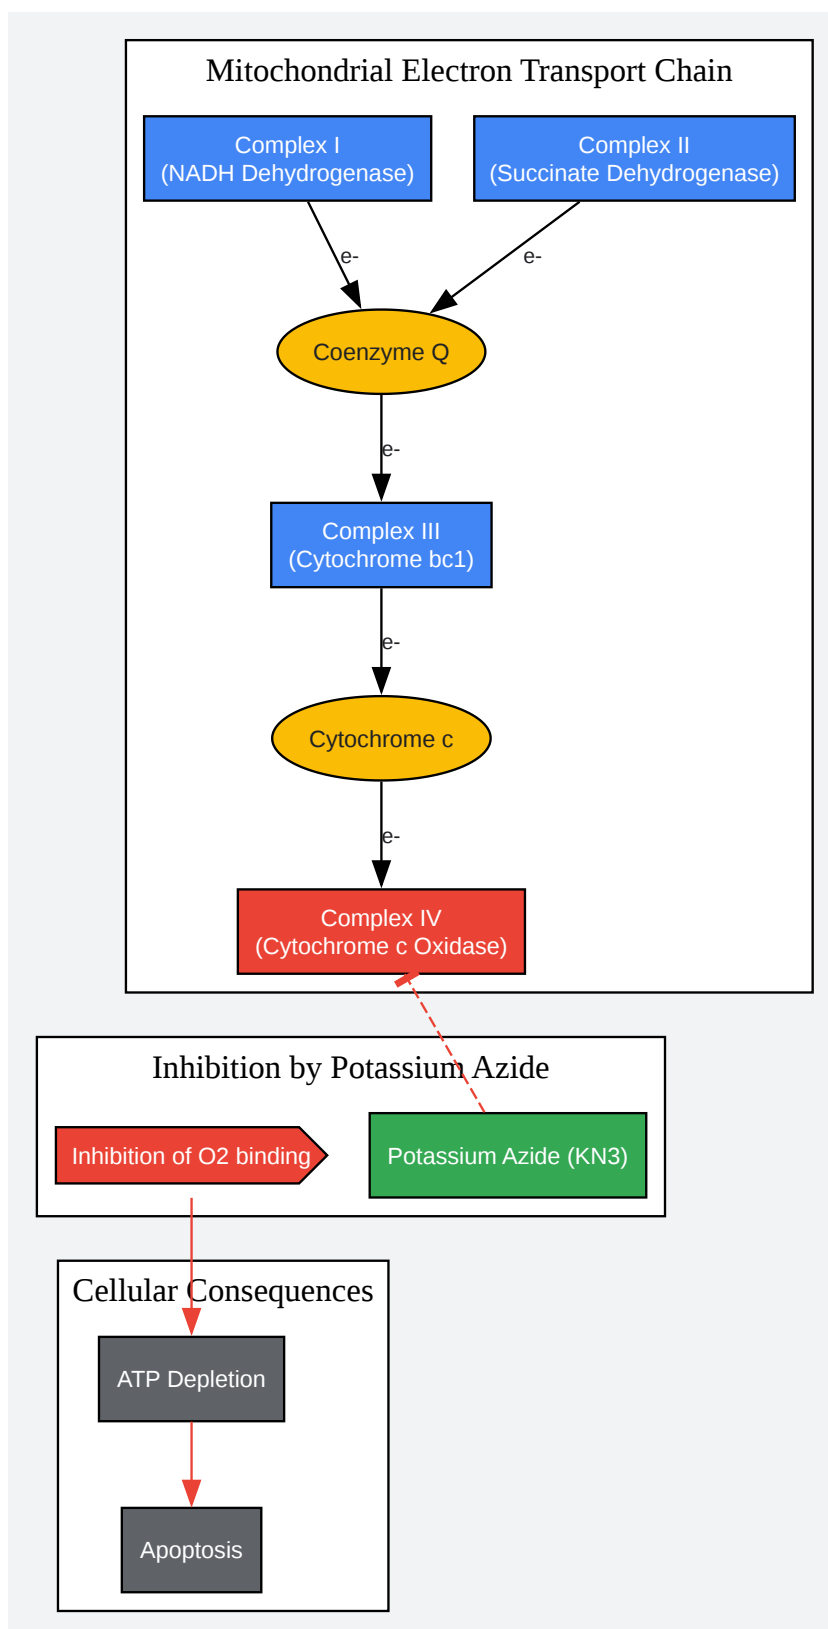 Mitochondrial Electron Transport Chain
Complex I
(NADH Dehydrogenase)
Complex II
(Succinate Dehydrogenase)
e-
e-
Coenzyme Q
e-
Complex III
(Cytochrome bc1)
e-
Cytochrome c
e-
Complex IV
(Cytochrome c Oxidase)
Inhibition by Potassium Azide
Inhibition of O2 binding
Potassium Azide (KN3)
Cellular Consequences
ATP Depletion
Apoptosis